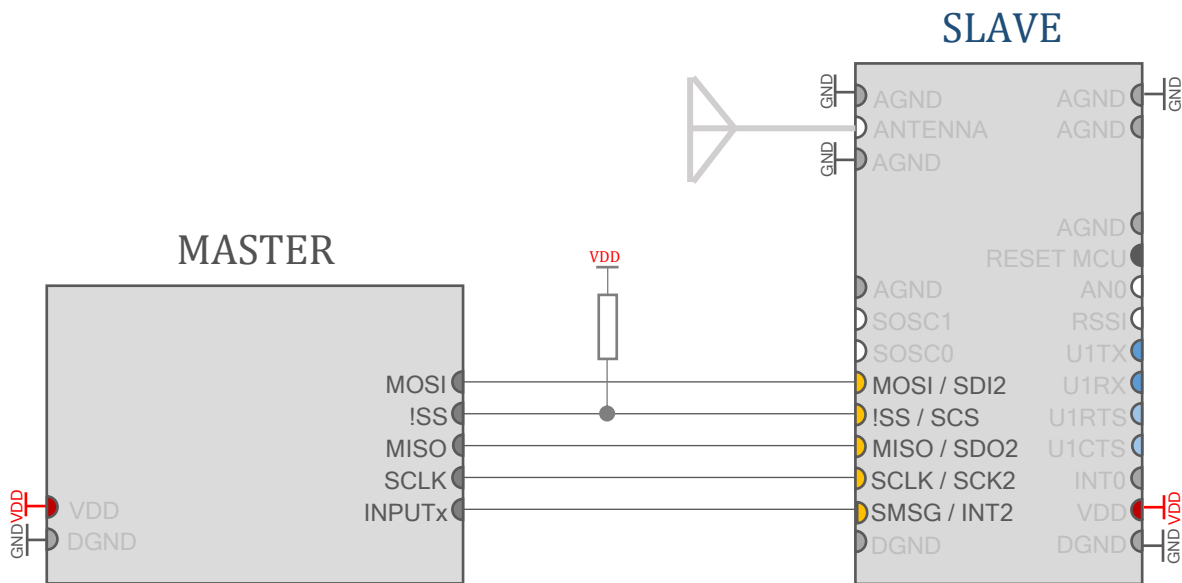 SLAVE
GND AGND AGND GND
ANTENNA AGND
GND AGND
AGND
MASTER
VDD
RESET MCU
AGND AN0
SOSC1 RSSI
SOSC0 U1TX
MOSI MOSI / SDI2 U1RX
!SS !SS / SCS U1RTS
MISO MISO / SDO2 U1CTS
SCLK SCLK / SCK2 INT0
VDD VDD INPUTx SMSG / INT2 VDD VDD
GND DGND DGND DGND GND